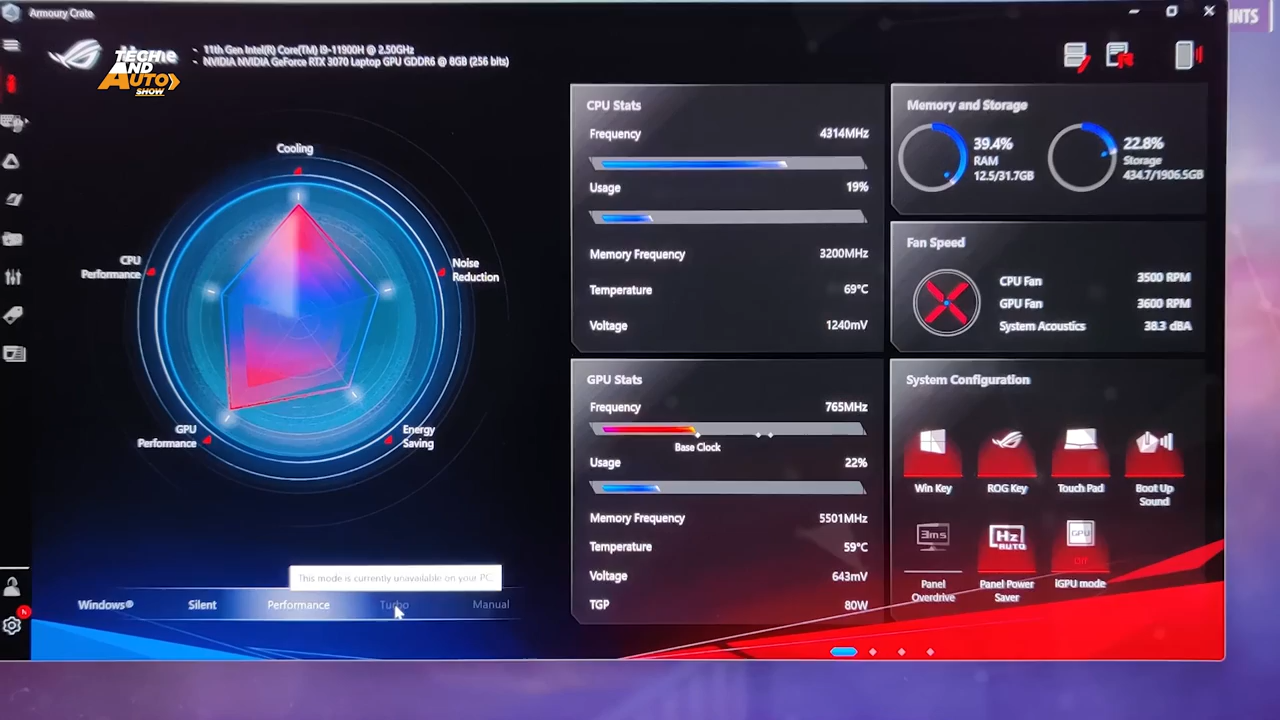 Armoury Crate
INTS
Home
TECH
AND
AUTO
SHOW
- 11th Gen Intel(R) Core(TM) i9-11900H @ 2.50GHz
- NVIDIA NVIDIA GeForce RTX 3070 Laptop GPU GDDR6 @ 8GB (256 bits)
Cooling
CPU
Performance
Noise
Reduction
GPU
Performance
Energy
Saving
This mode is currently unavailable on your PC.
Windows®
Silent
Performance
Turbo
Manual
CPU Stats
Frequency 4314MHz
Usage 19%
Memory Frequency 3200MHz
Temperature 69°C
Voltage 1240mV
GPU Stats
Frequency 765MHz
Base Clock
Usage 22%
Memory Frequency 5501MHz
Temperature 59°C
Voltage 643mV
TGP 80W
Memory and Storage
39.4%
RAM
12.5/31.7GB
22.8%
Storage
434.7/1906.5GB
Fan Speed
CPU Fan 3500 RPM
GPU Fan 3600 RPM
System Acoustics 38.3 dBA
System Configuration
Win Key
ROG Key
Touch Pad
Boot Up
Sound
3ms
Panel
Overdrive
Hz
AUTO
Panel Power
Saver
GPU
Off
iGPU mode